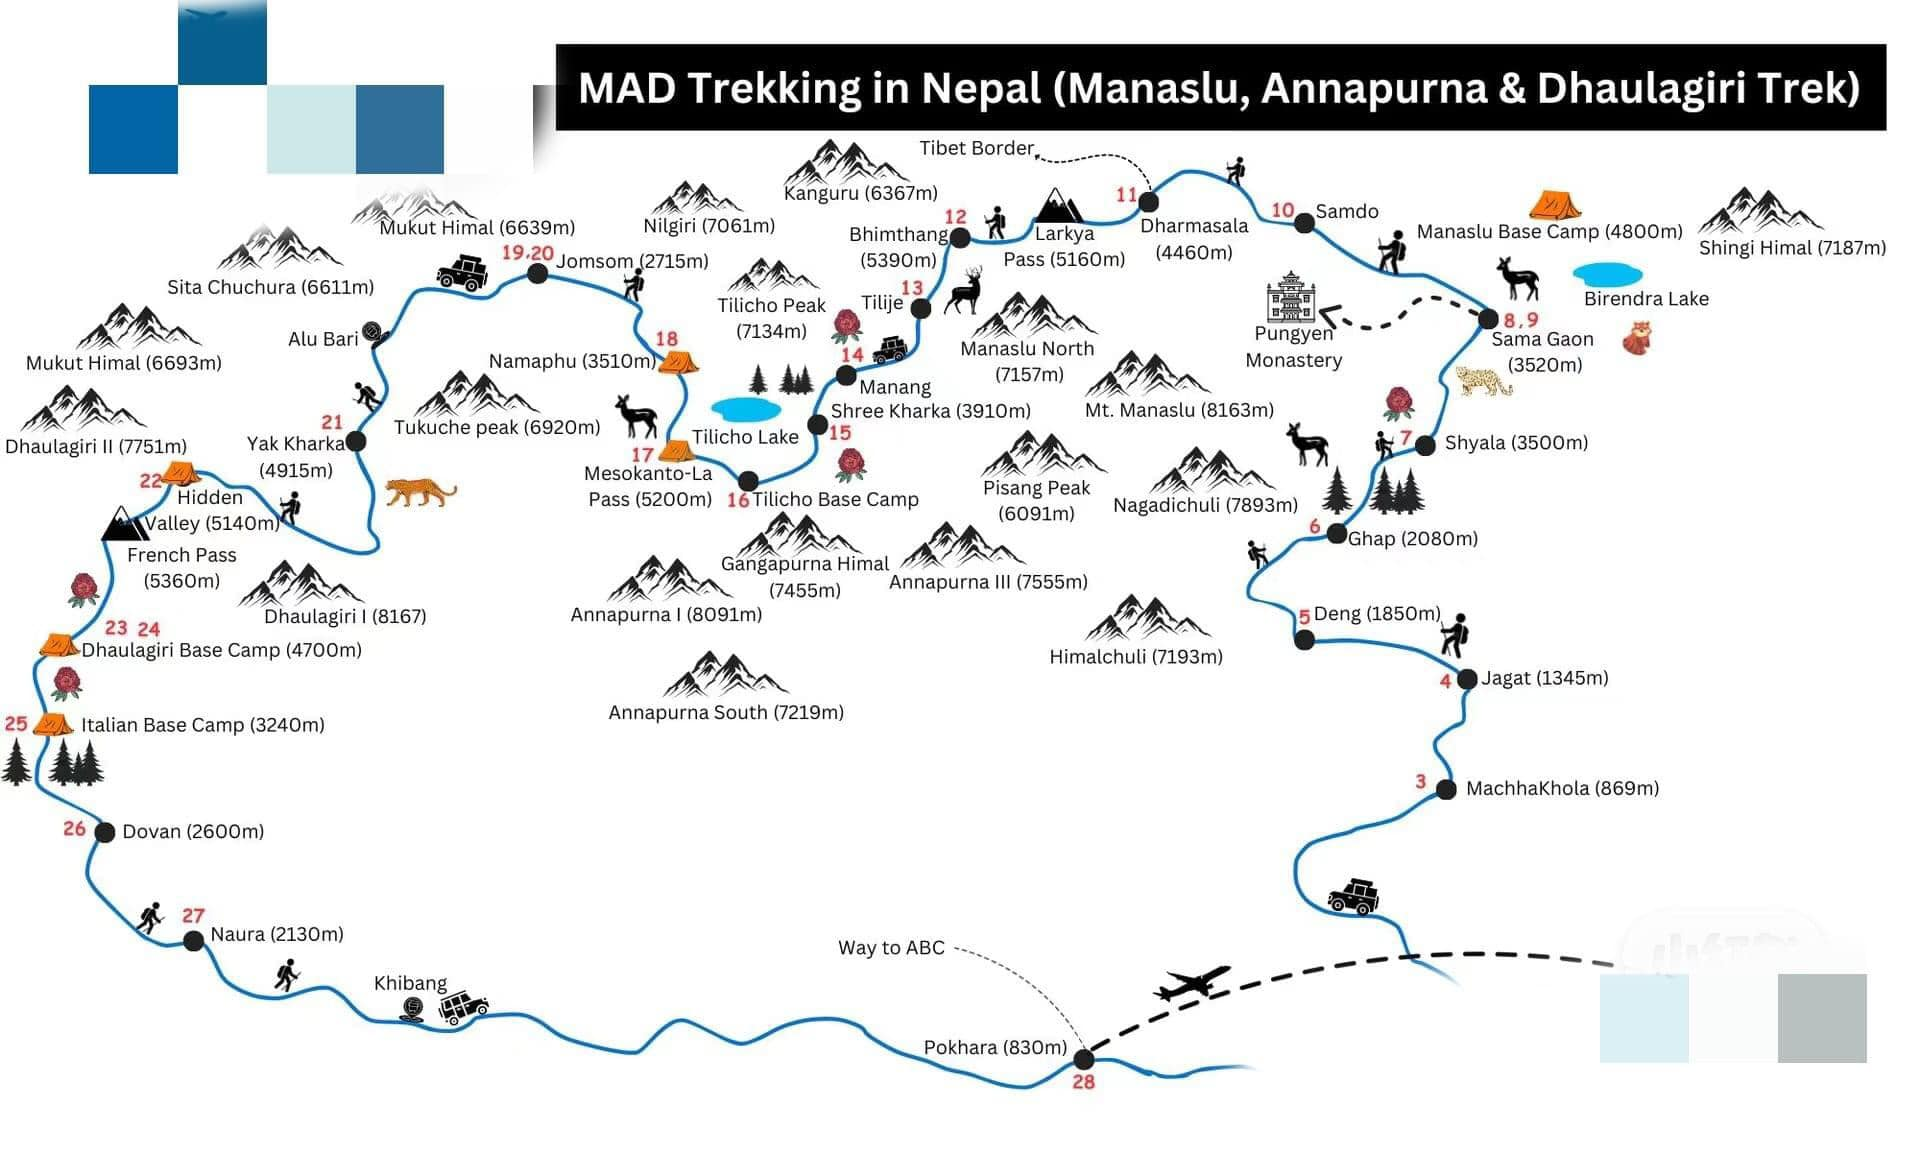 MAD Trekking in Nepal (Manaslu, Annapurna & Dhaulagiri Trek)
Tibet Border
Kanguru (6367m)
Mukut Himal (6639m)
Nilgiri (7061m)
12
Bhimthang
(5390m)
Larkya
Pass (5160m)
11
Dharmasala
(4460m)
10
Samdo
Manaslu Base Camp (4800m)
Shingi Himal (7187m)
Sita Chuchura (6611m)
19,20
Jomsom (2715m)
Tilicho Peak
(7134m)
13
Tilije
Birendra Lake
Pungyen
Monastery
8,9
Sama Gaon
(3520m)
Mukut Himal (6693m)
Alu Bari
18
Namaphu (3510m)
14
Manang
Manaslu North
(7157m)
Dhaulagiri II (7751m)
21
Yak Kharka
(4915m)
Tukuche peak (6920m)
Tilicho Lake
Shree Kharka (3910m)
15
Mt. Manaslu (8163m)
7
Shyala (3500m)
22
Hidden
Valley (5140m)
17
Mesokanto-La
Pass (5200m)
16
Tilicho Base Camp
Pisang Peak
(6091m)
Nagadichuli (7893m)
6
Ghap (2080m)
French Pass
(5360m)
Dhaulagiri I (8167)
Gangapurna Himal
(7455m)
Annapurna III (7555m)
Annapurna I (8091m)
5
Deng (1850m)
23 24
Dhaulagiri Base Camp (4700m)
Himalchuli (7193m)
4
Jagat (1345m)
Annapurna South (7219m)
25
Italian Base Camp (3240m)
3
MachhaKhola (869m)
26
Dovan (2600m)
27
Naura (2130m)
Way to ABC
Khibang
Pokhara (830m)
28